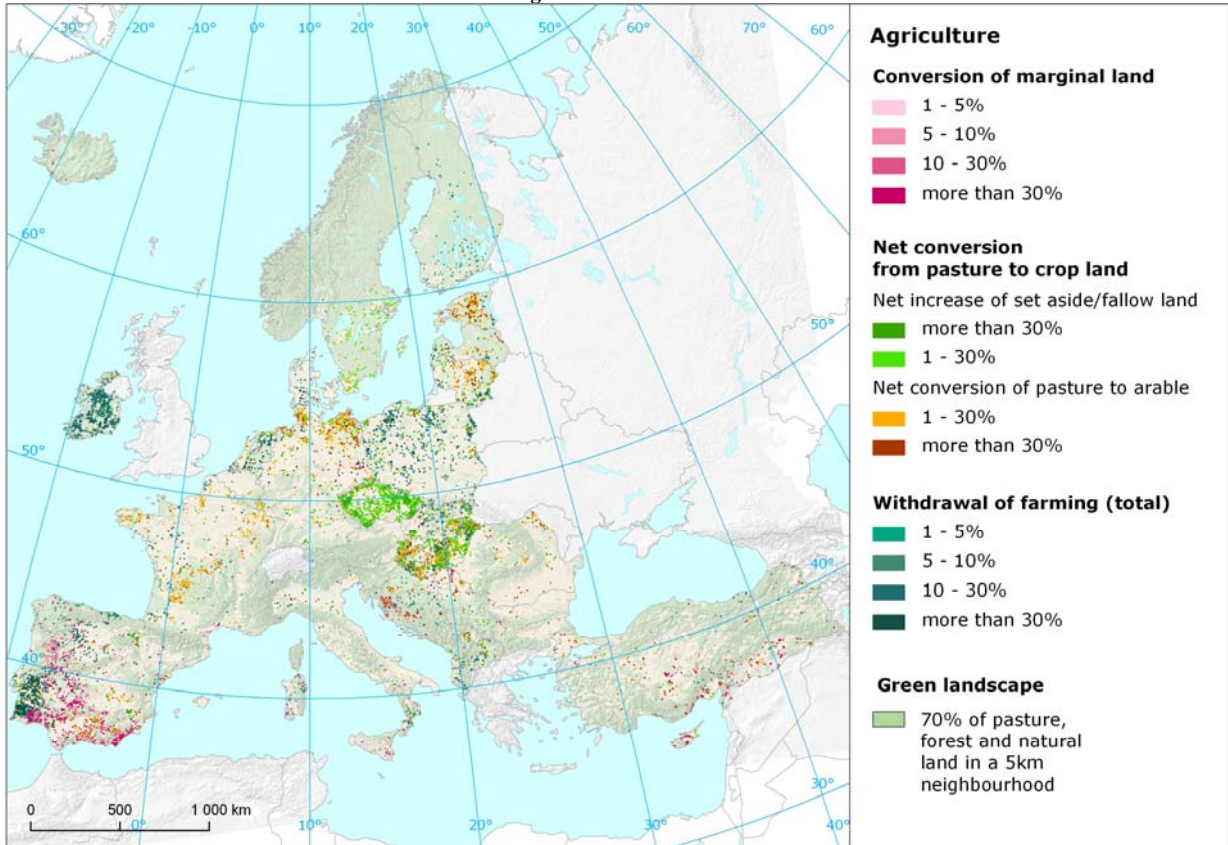 -30°
-20°
-10°
0°
10°
20°
30°
40°
50°
60°
70°
60°
60°
50°
50°
40°
40°
30°
0°
10°
20°
30°
40°
0
500
1 000 km
Agriculture
Conversion of marginal land
1 - 5%
5 - 10%
10 - 30%
more than 30%
Net conversion
from pasture to crop land
Net increase of set aside/fallow land
more than 30%
1 - 30%
Net conversion of pasture to arable
1 - 30%
more than 30%
Withdrawal of farming (total)
1 - 5%
5 - 10%
10 - 30%
more than 30%
Green landscape
70% of pasture,
forest and natural
land in a 5km
neighbourhood